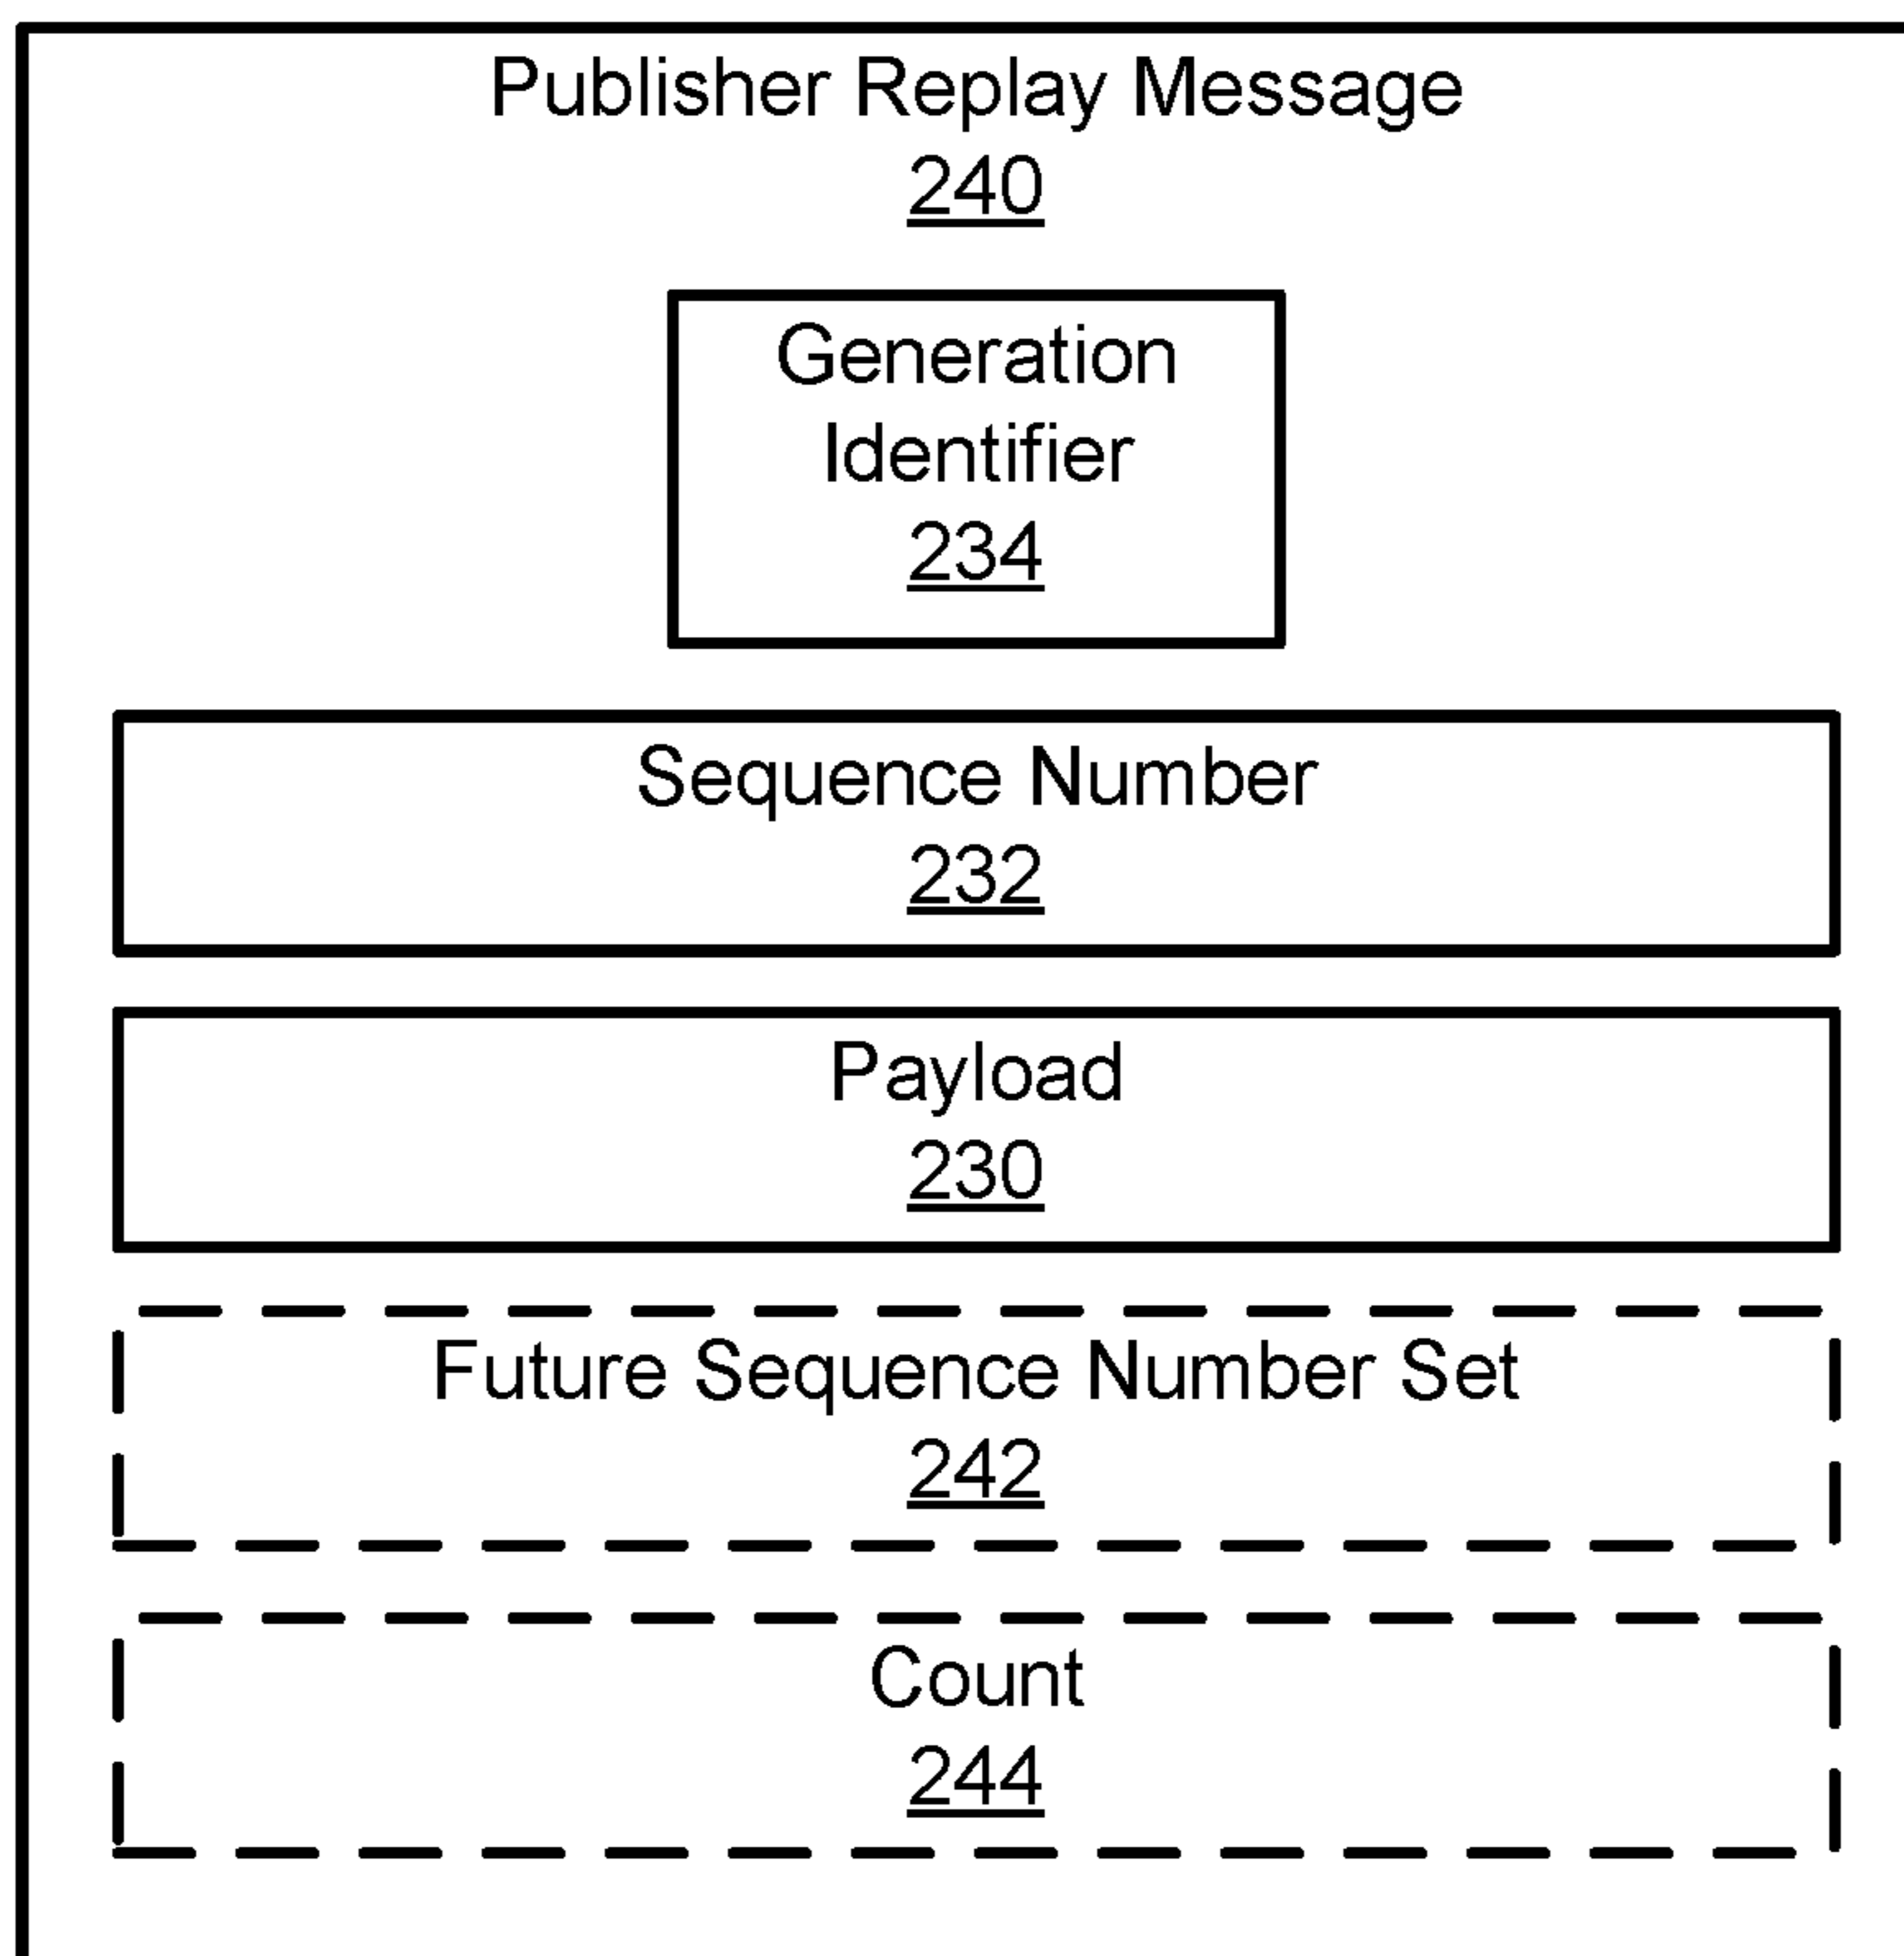 Publisher Replay Message
240
Generation
Identifier
234
Sequence Number
232
Payload
230
Future Sequence Number Set
242
Count
244